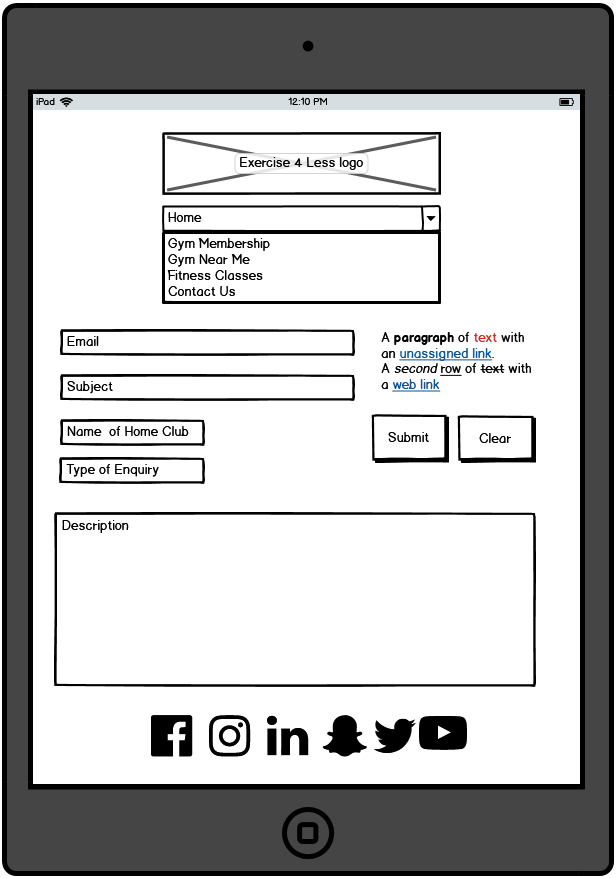 iPad 12:10 PM
Exercise 4 Less logo
Home
Gym Membership
Gym Near Me
Fitness Classes
Contact Us
Email
Subject
Name of Home Club
Type of Enquiry
A paragraph of text with
an unassigned link.
A second row of text with
a web link
Submit
Clear
Description